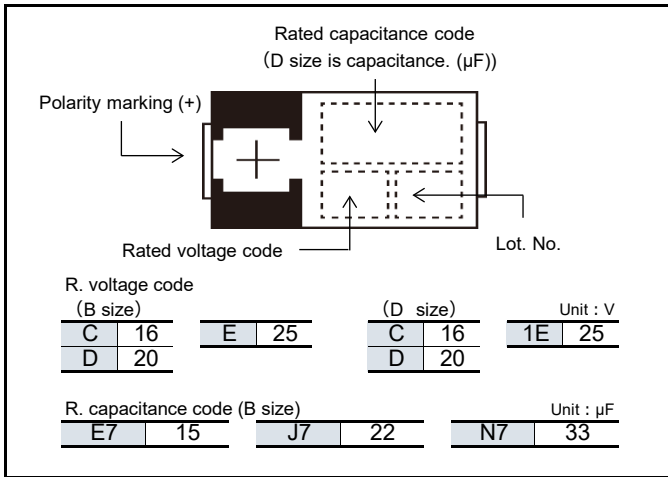 Rated capacitance code
（D size is capacitance. (μF))
Polarity marking (+)
Rated voltage code
Lot. No.
R. voltage code
（B size）
（D size）
Unit : V
C 16 E 25 C 16 1E 25
D 20 D 20
R. capacitance code (B size)
Unit : μF
E7 15 J7 22 N7 33